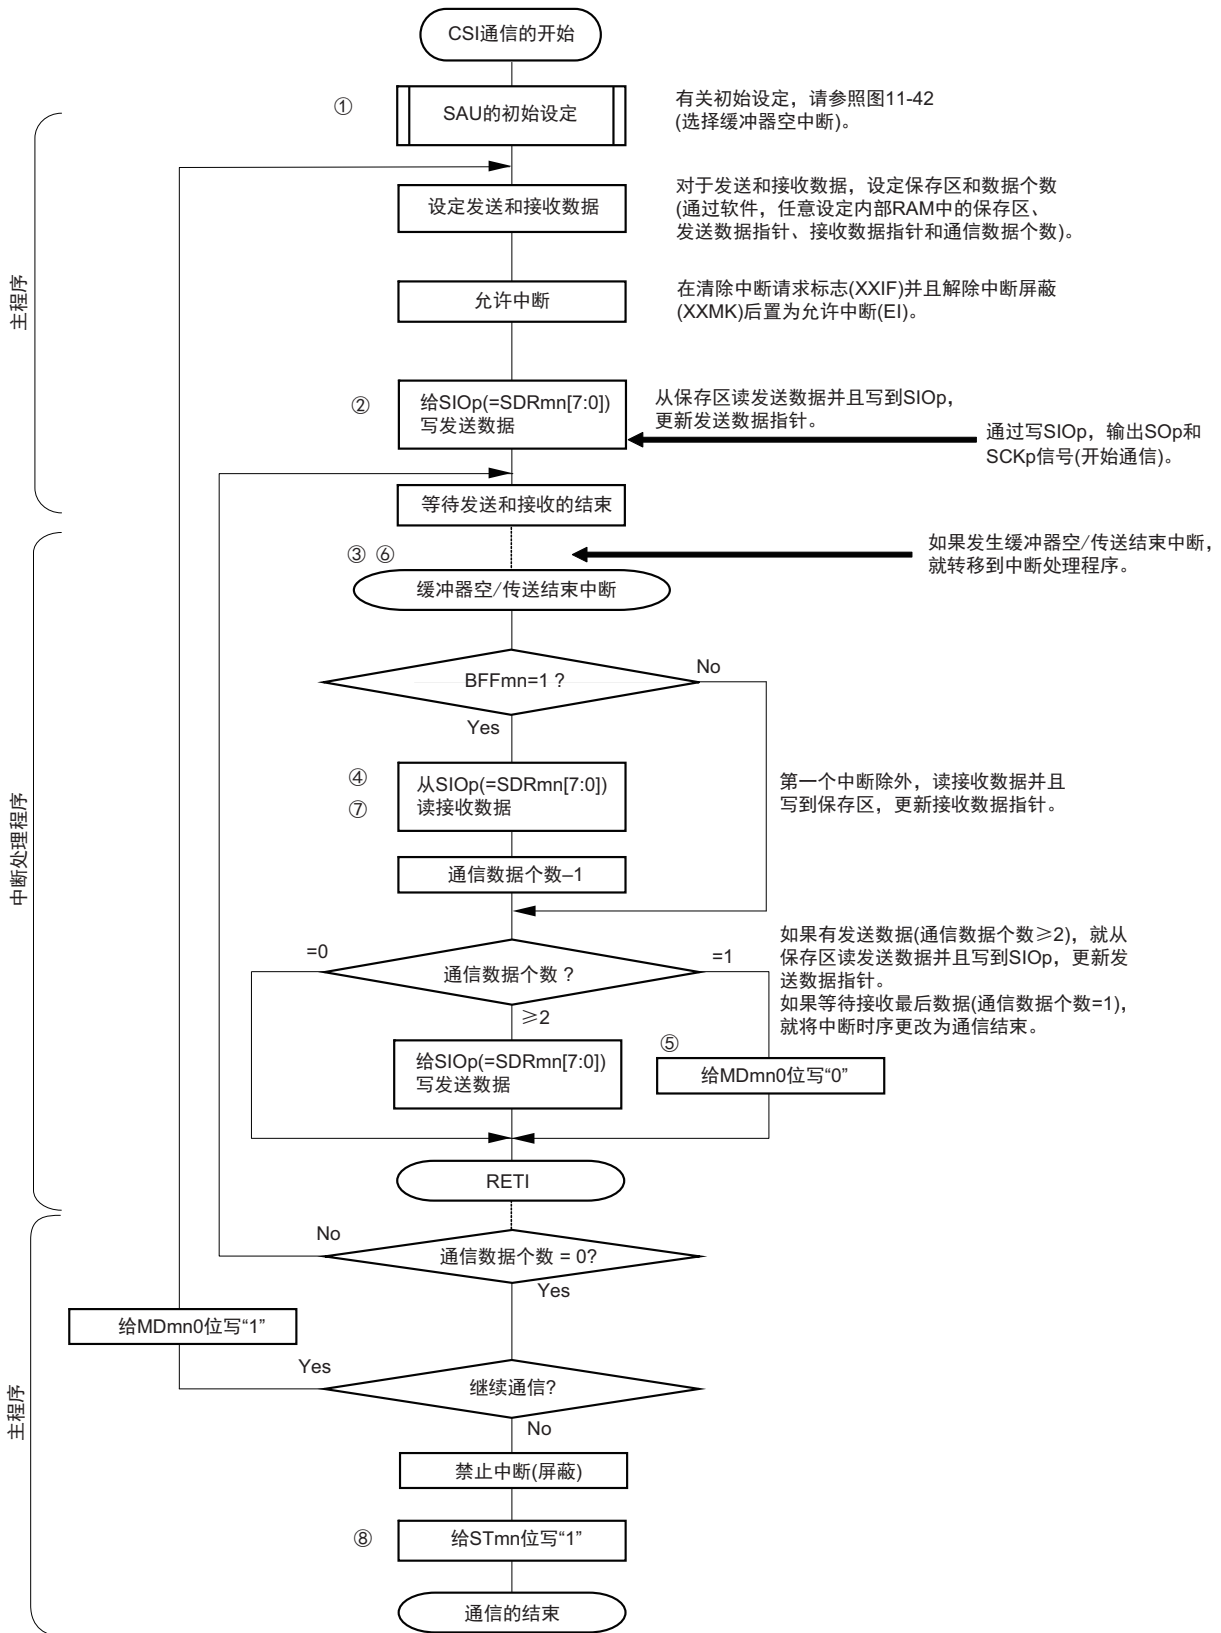 CSI通信的开始
①
SAU的初始设定
有关初始设定，请参照图11-42
(选择缓冲器空中断)。
主程序
设定发送和接收数据
对于发送和接收数据，设定保存区和数据个数
(通过软件，任意设定内部RAM中的保存区、
发送数据指针、接收数据指针和通信数据个数)。
允许中断
在清除中断请求标志(XXIF)并且解除中断屏蔽
(XXMK)后置为允许中断(EI)。
②
给SIOp(=SDRmn[7:0])
写发送数据
从保存区读发送数据并且写到SIOp，
更新发送数据指针。
通过写SIOp，输出SOp和
SCKp信号(开始通信)。
等待发送和接收的结束
③ ⑥
如果发生缓冲器空/传送结束中断，
就转移到中断处理程序。
缓冲器空/传送结束中断
中断处理程序
BFFmn=1？
No
Yes
④
⑦
从SIOp(=SDRmn[7:0])
读接收数据
第一个中断除外，读接收数据并且
写到保存区，更新接收数据指针。
通信数据个数–1
=0
通信数据个数？
=1
≥2
如果有发送数据(通信数据个数≥2)，就从
保存区读发送数据并且写到SIOp，更新发
送数据指针。
如果等待接收最后数据(通信数据个数=1)，
就将中断时序更改为通信结束。
给SIOp(=SDRmn[7:0])
写发送数据
⑤
给MDmn0位写“0”
RETI
No
通信数据个数 = 0?
Yes
给MDmn0位写“1”
主程序
Yes
继续通信?
No
禁止中断(屏蔽)
⑧
给STmn位写“1”
通信的结束